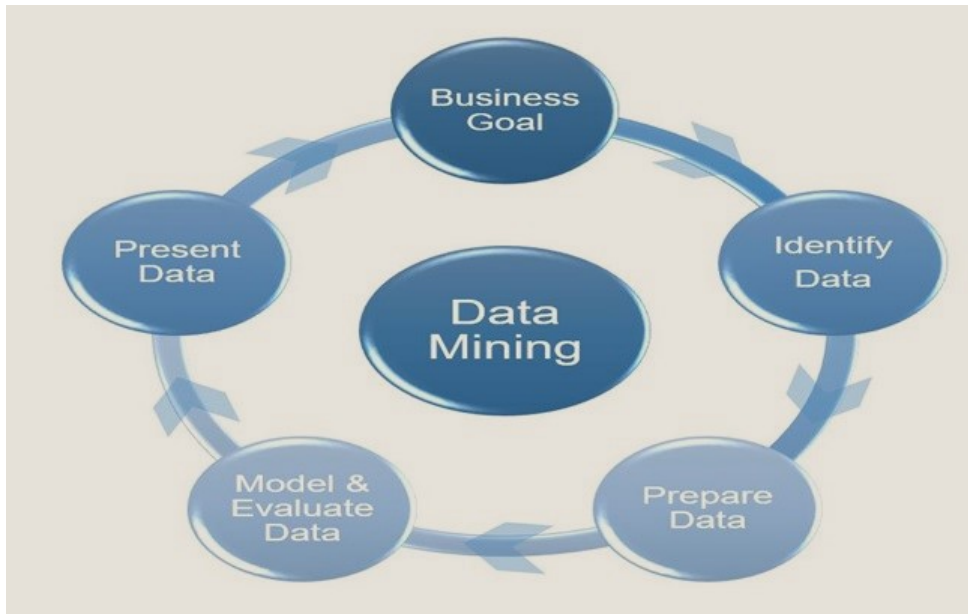 Business
Goal
Identify
Data
Prepare
Data
Model &
Evaluate
Data
Present
Data
Data
Mining